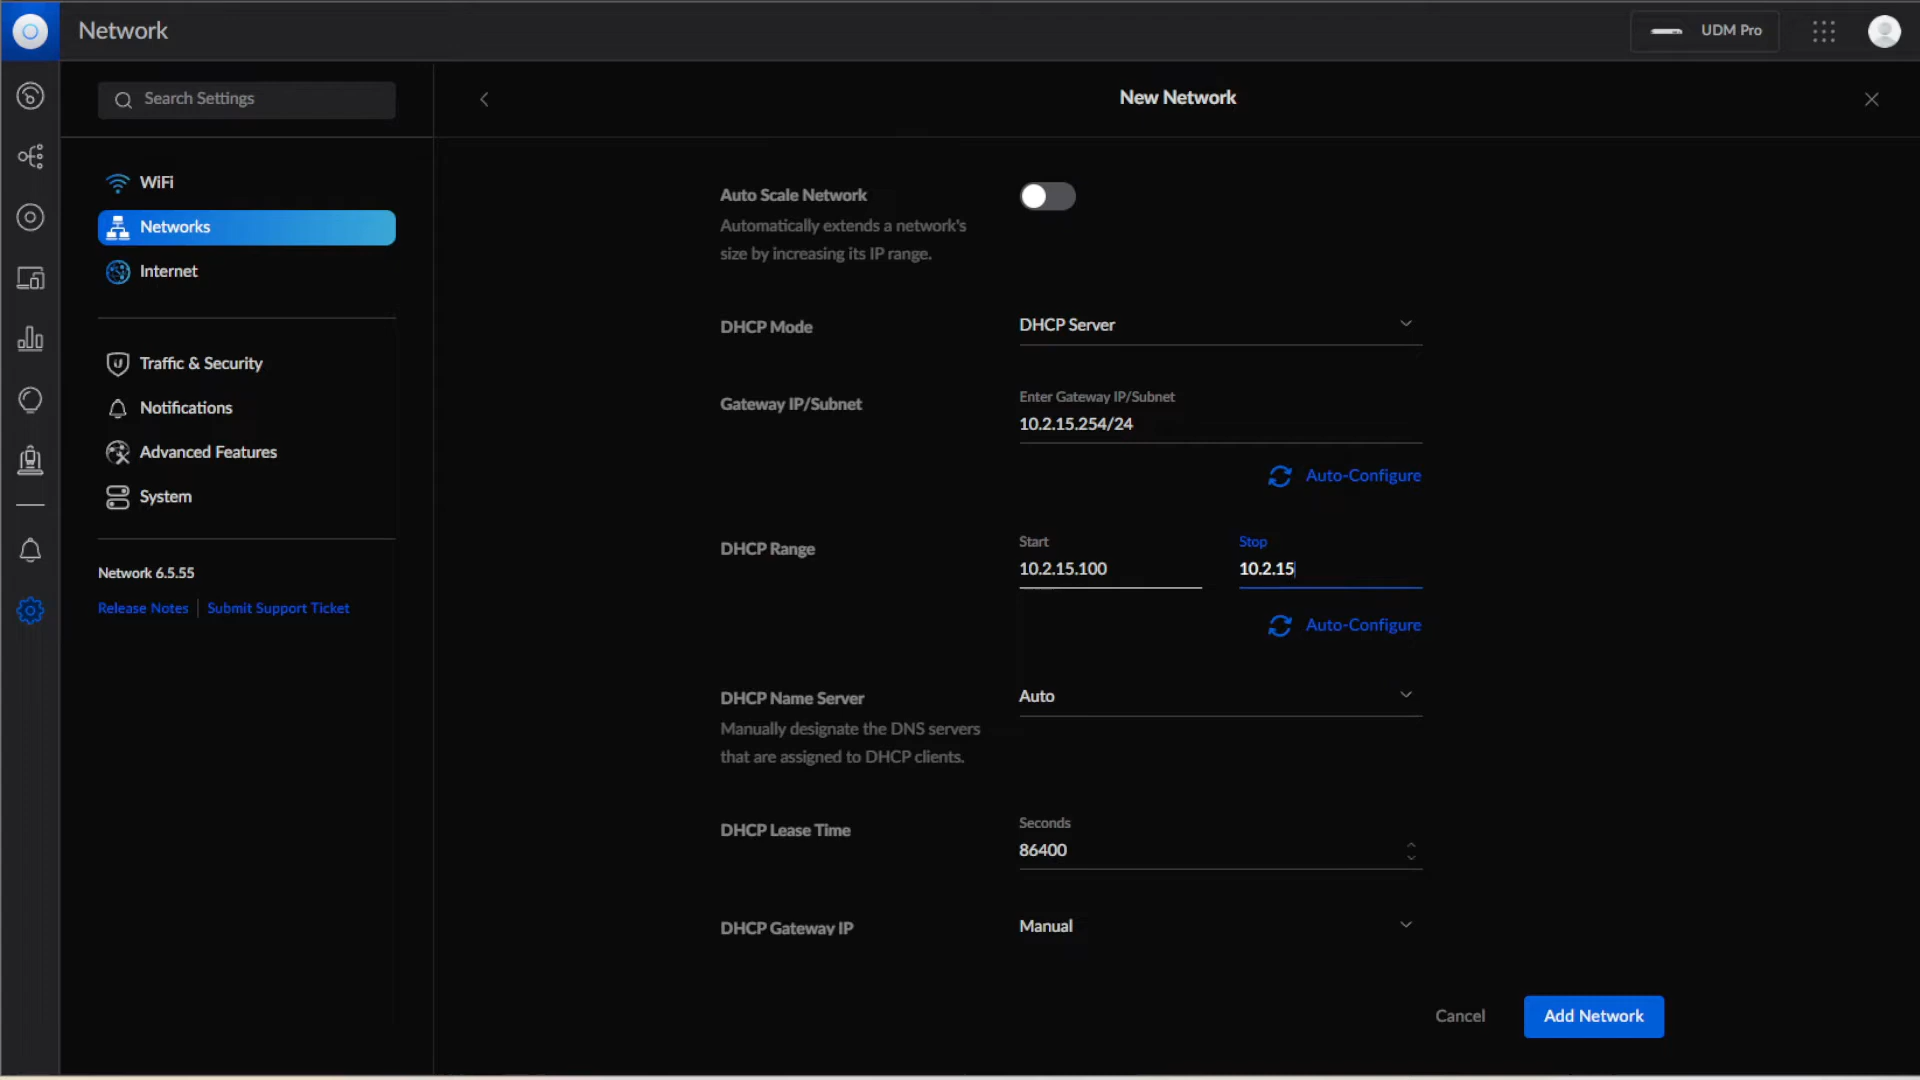 Network
UDM Pro
Search Settings
New Network
WiFi
Networks
Internet
Traffic & Security
Notifications
Advanced Features
System
Network 6.5.55
Release Notes
Submit Support Ticket
Auto Scale Network
Automatically extends a network's
size by increasing its IP range.
DHCP Mode
DHCP Server
Gateway IP/Subnet
Enter Gateway IP/Subnet
10.2.15.254/24
Auto-Configure
DHCP Range
Start
10.2.15.100
Stop
10.2.15
Auto-Configure
DHCP Name Server
Manually designate the DNS servers
that are assigned to DHCP clients.
Auto
DHCP Lease Time
Seconds
86400
DHCP Gateway IP
Manual
Cancel
Add Network